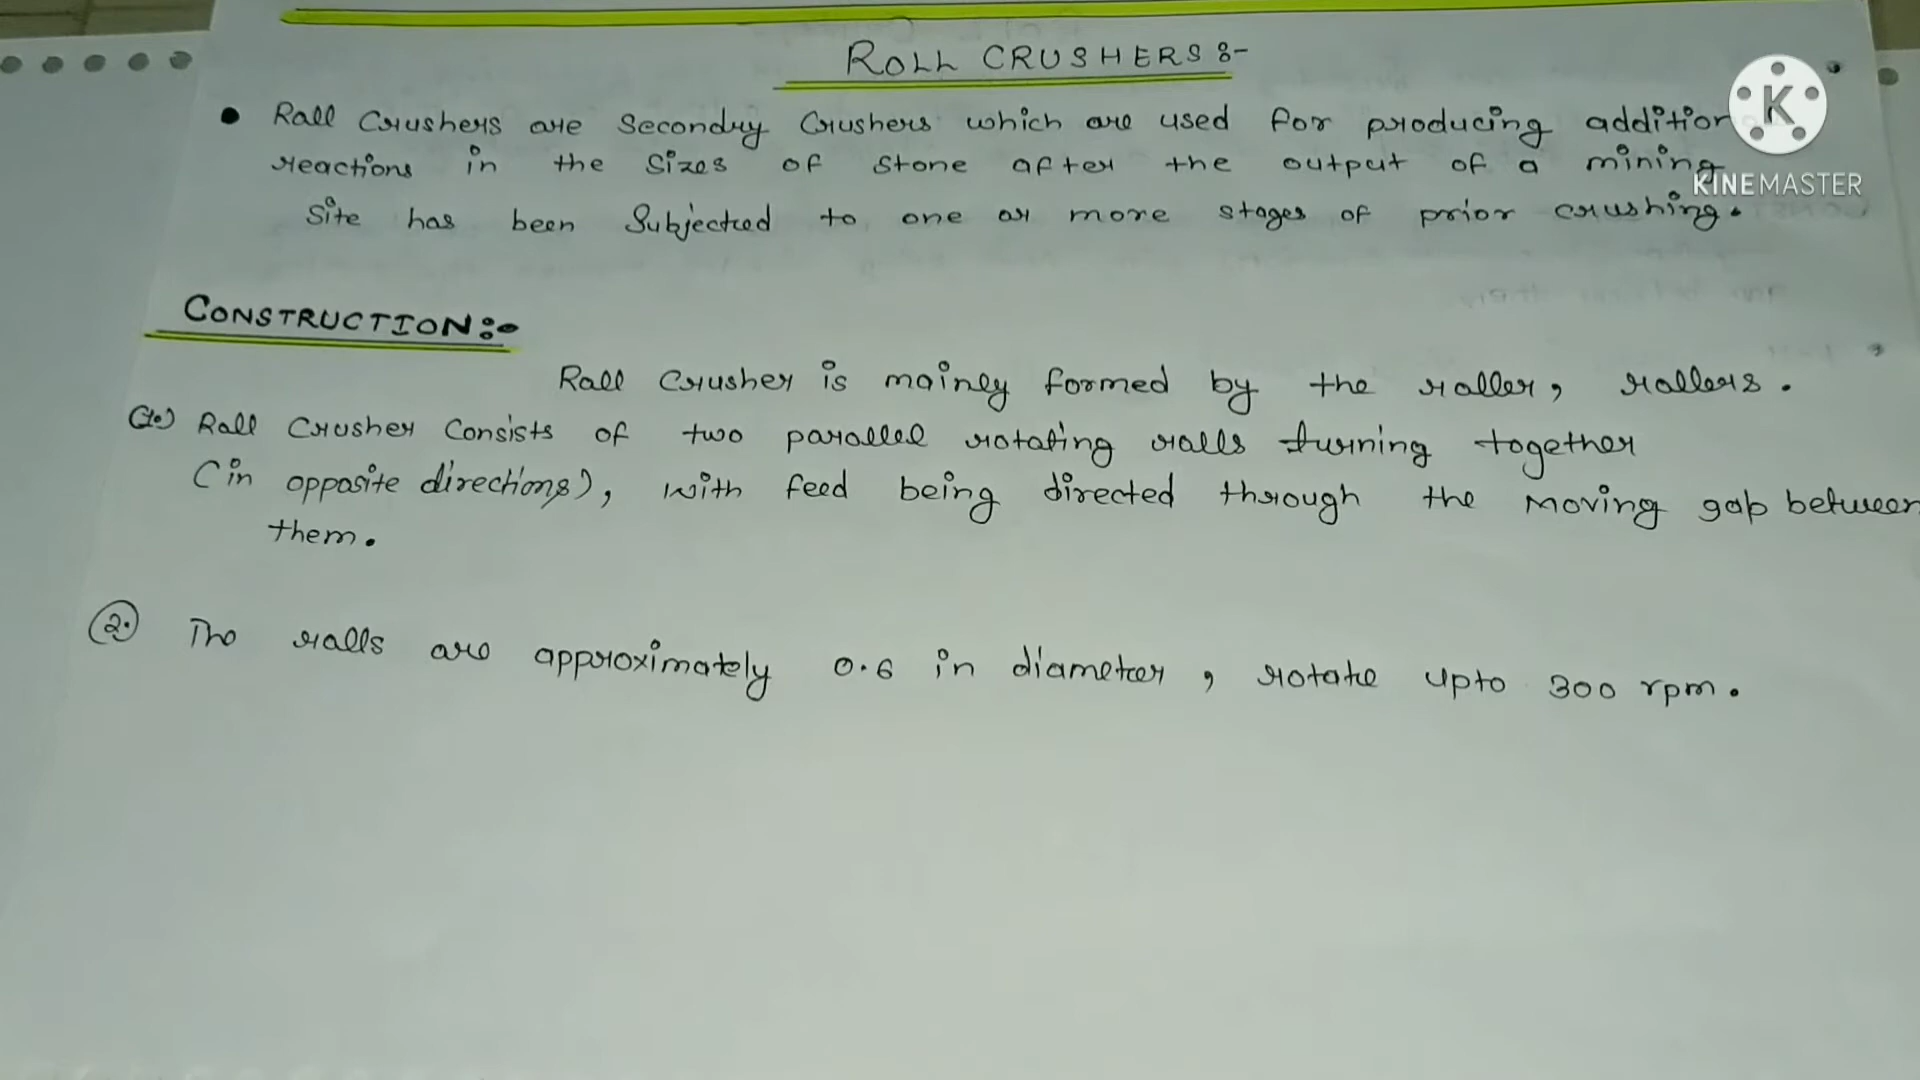 ROLL CRUSHERS :-
Roll Crushers are Secondry Crushers which are used for producing addition
reactions in the sizes of stone after the output of a mining
Site has been Subjected to one or more stages of prior crushing.
CONSTRUCTION :-
Roll Crusher is mainly formed by the roller, rollers.
Roll Crusher Consists of two parallel rotating rolls turning together
(in opposite directions), with feed being directed through the moving gap between
them.
2. The rolls are approximately 0.6 in diameter, rotate upto 300 rpm.
K
KINEMASTER